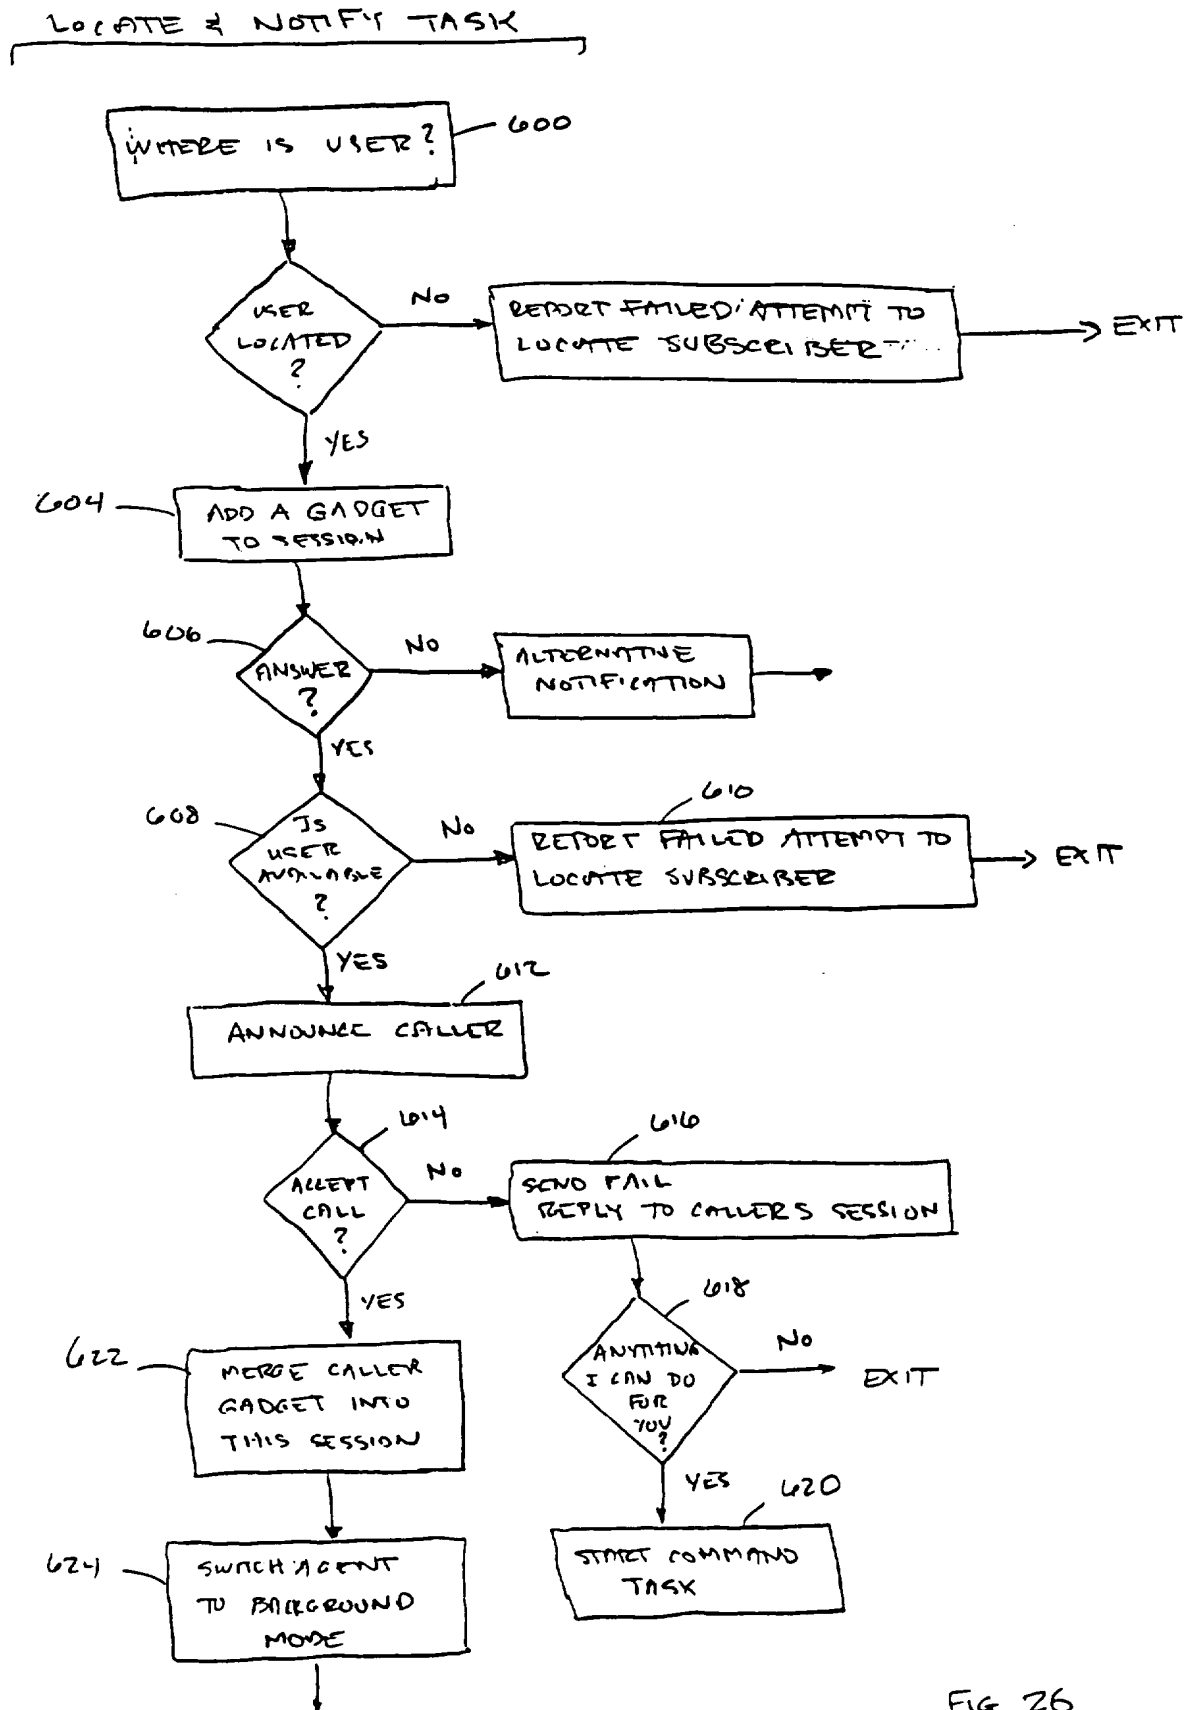 LOCATE & NOTIFY TASK
WHERE IS USER?
600
USER
LOCATED
?
NO
REPORT FAILED ATTEMPT TO
LOCATE SUBSCRIBER
EXIT
YES
604
ADD A GADGET
TO SESSION
606
ANSWER
?
NO
ALTERNATIVE
NOTIFICATION
YES
608
IS
USER
AVAILABLE
?
NO
610
REPORT FAILED ATTEMPT TO
LOCATE SUBSCRIBER
EXIT
YES
612
ANNOUNCE CALLER
614
ACCEPT
CALL
?
NO
616
SEND FAIL
REPLY TO CALLERS SESSION
YES
618
ANYTHING
I CAN DO
FOR
YOU
?
NO
EXIT
622
MERGE CALLER
GADGET INTO
THIS SESSION
YES
620
START COMMAND
TASK
624
SWITCH AGENT
TO BACKGROUND
MODE
FIG 26